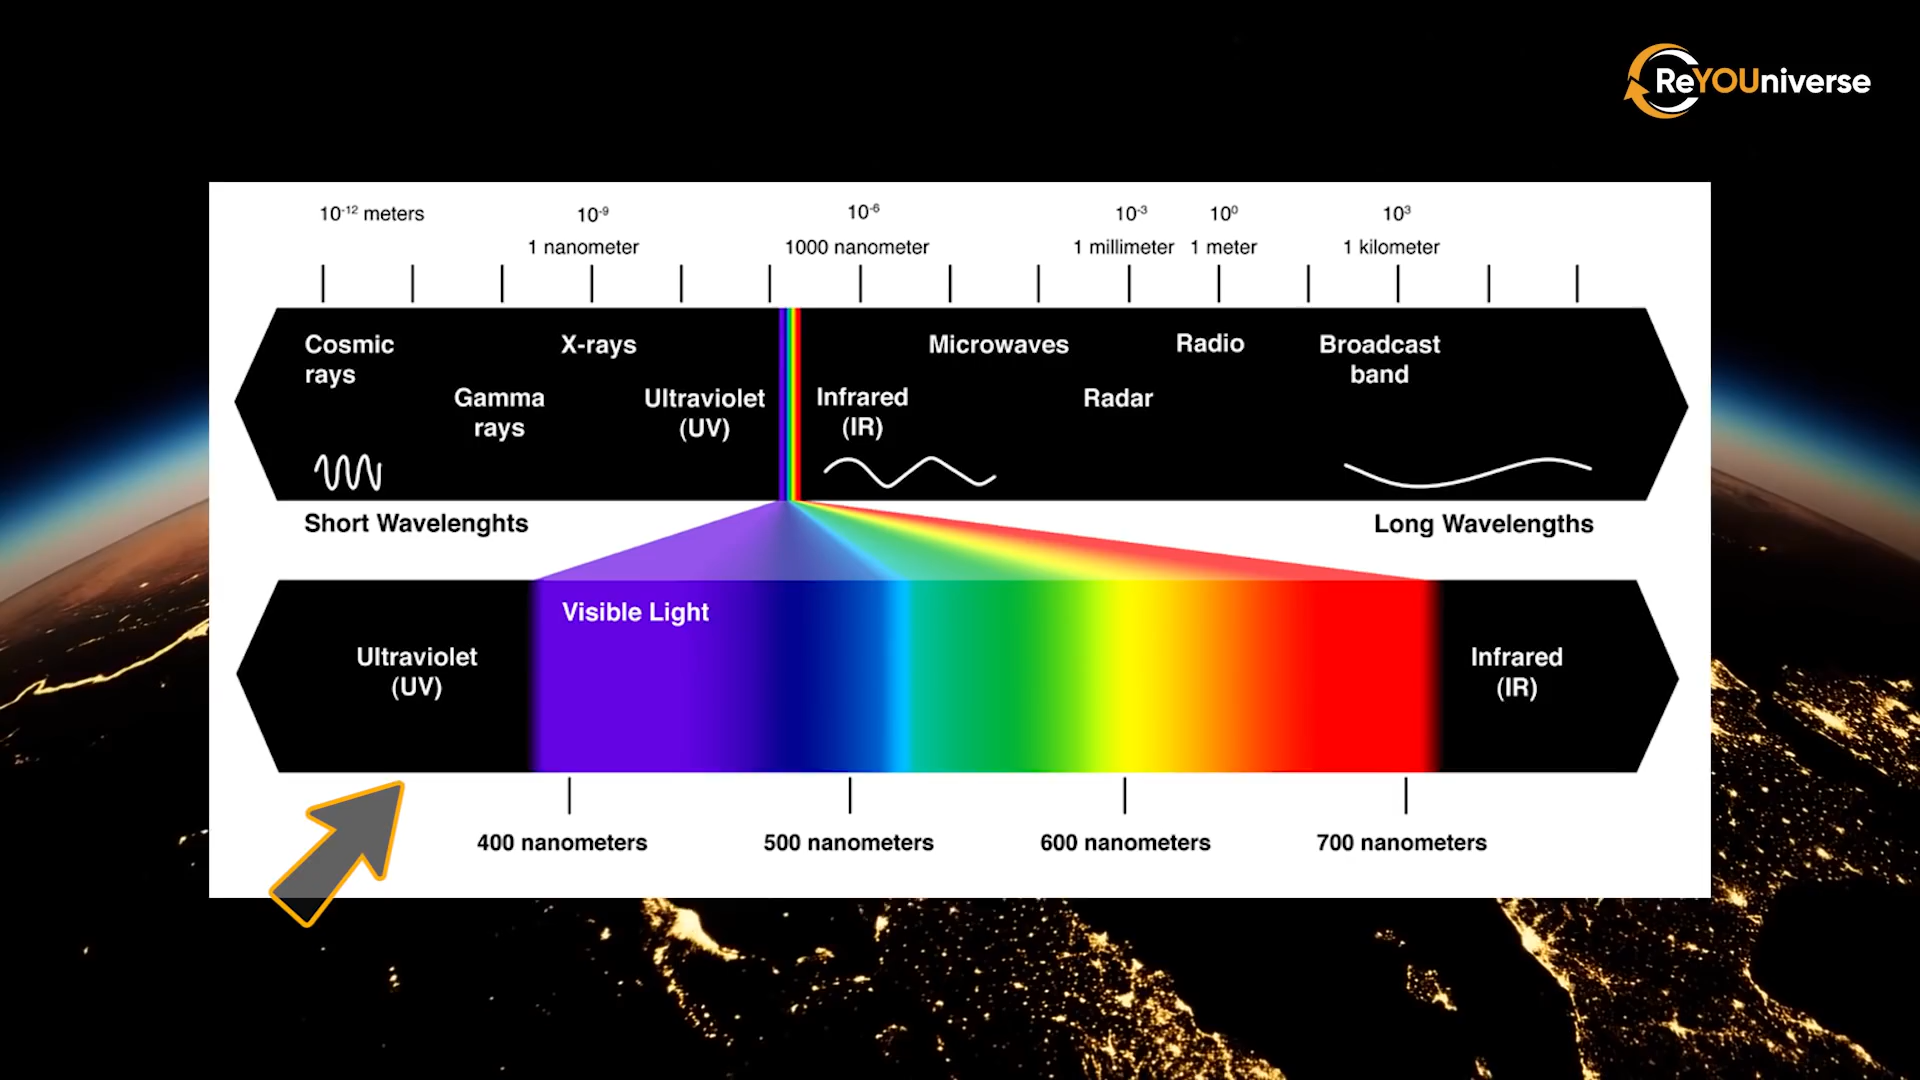 ReYOUniverse
10⁻¹² meters
10⁻⁹
10⁻⁶
10⁻³
10⁰
10³
1 nanometer
1000 nanometer
1 millimeter
1 meter
1 kilometer
Cosmic
rays
X-rays
Microwaves
Radio
Broadcast
band
Gamma
rays
Ultraviolet
(UV)
Infrared
(IR)
Radar
Short Wavelenghts
Long Wavelengths
Visible Light
Ultraviolet
(UV)
Infrared
(IR)
400 nanometers
500 nanometers
600 nanometers
700 nanometers